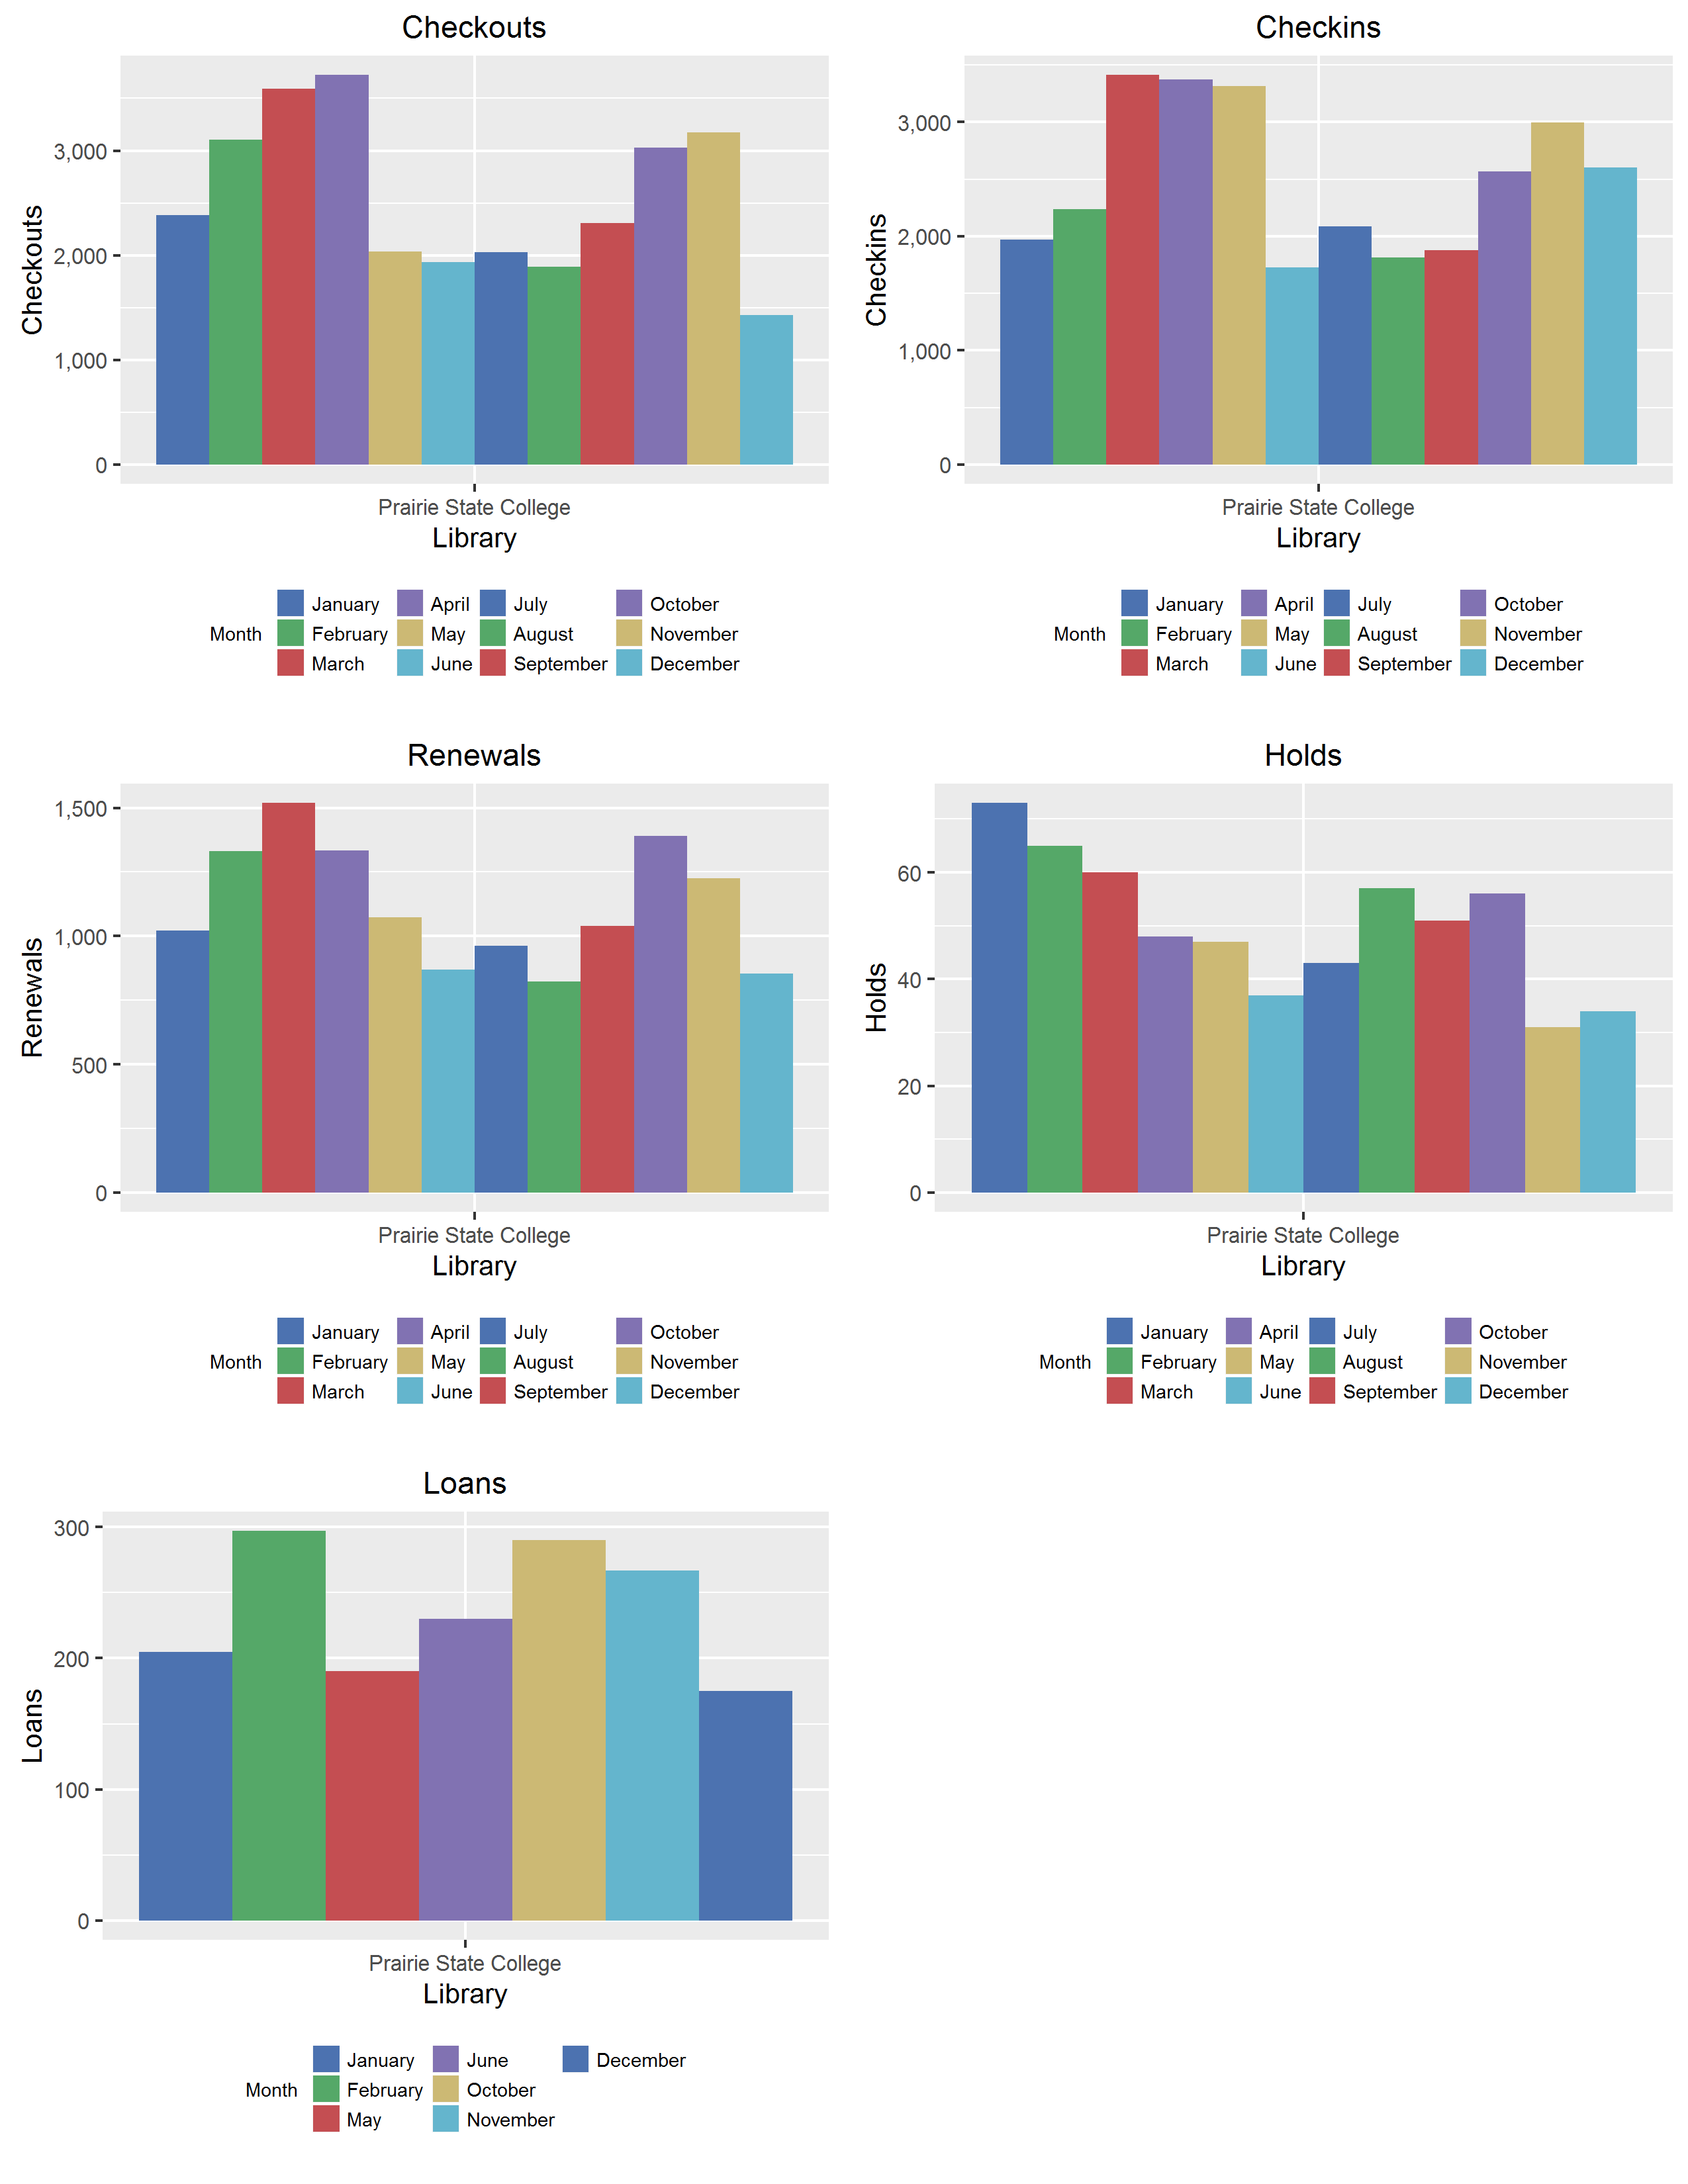 Checkouts
Checkouts
3,000
2,000
1,000
0
Prairie State College
Library
Month
January April July October
February May August November
March June September December
Checkins
Checkins
3,000
2,000
1,000
0
Prairie State College
Library
Month
January April July October
February May August November
March June September December
Renewals
Renewals
1,500
1,000
500
0
Prairie State College
Library
Month
January April July October
February May August November
March June September December
Holds
Holds
60
40
20
0
Prairie State College
Library
Month
January April July October
February May August November
March June September December
Loans
Loans
300
200
100
0
Prairie State College
Library
Month
January June December
February October
May November